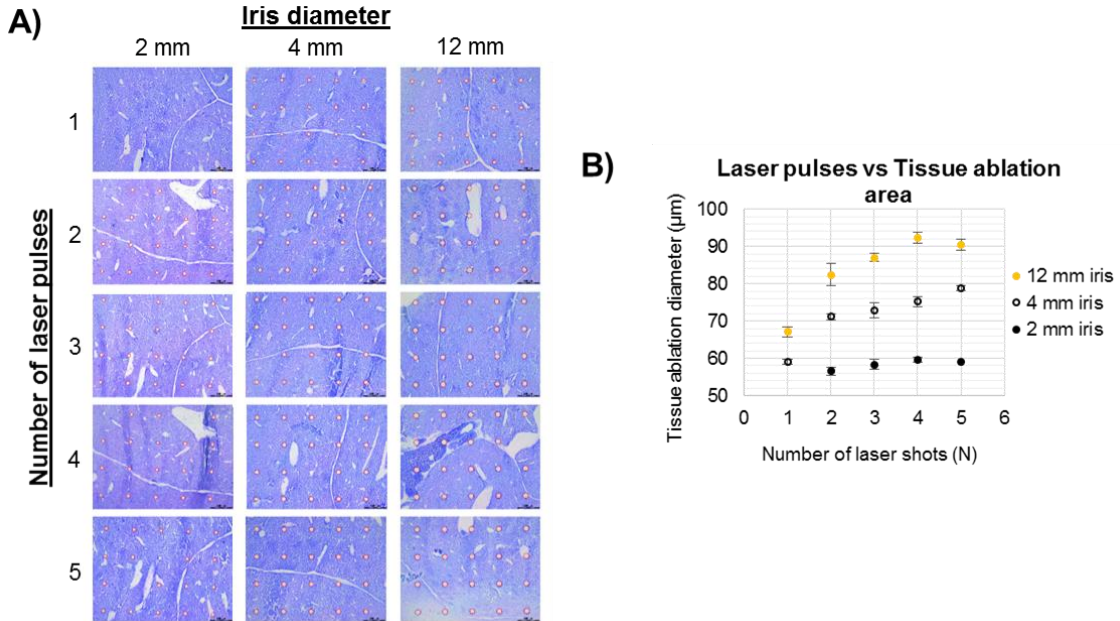 A)
Iris diameter
2 mm
4 mm
12 mm
Number of laser pulses
1
2
3
4
5
B)
Laser pulses vs Tissue ablation
area
Tissue ablation diameter (µm)
100
90
80
70
60
50
0 1 2 3 4 5 6
Number of laser shots (N)
12 mm iris
4 mm iris
2 mm iris